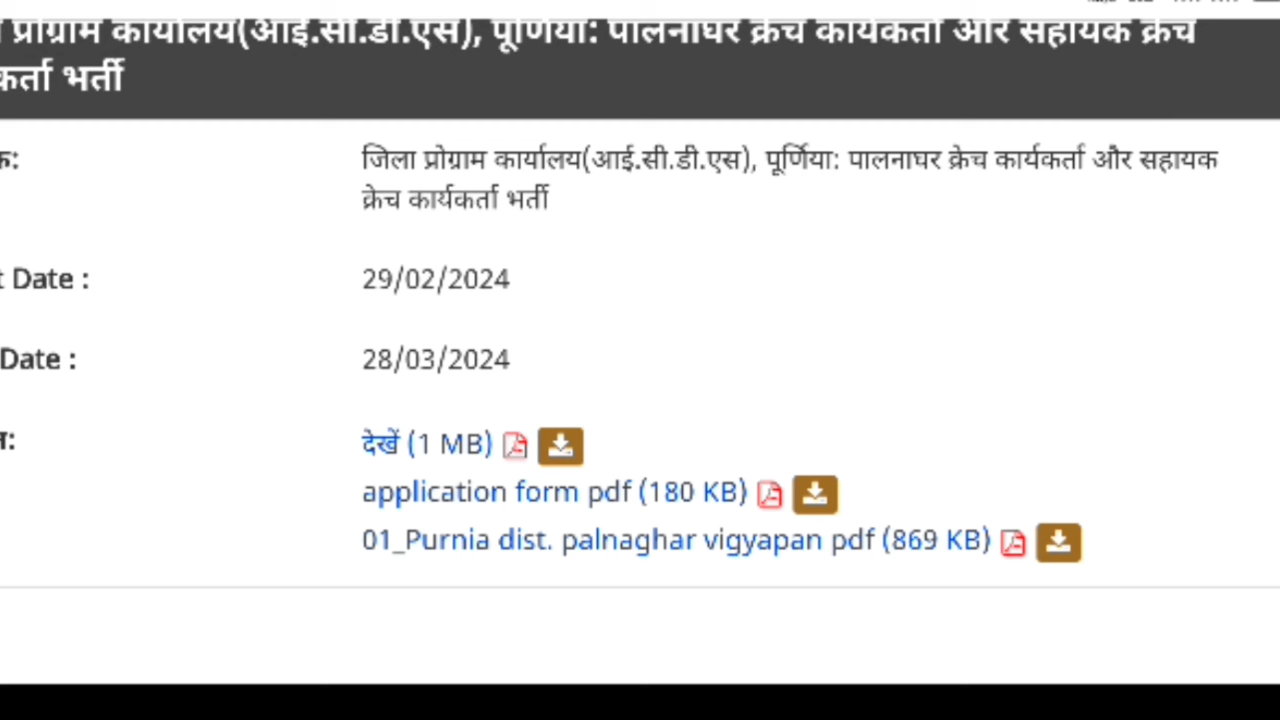 प्रोग्राम कार्यालय(आई.सी.डी.एस), पूर्णिया: पालनाघर क्रेच कार्यकर्ता और सहायक क्रेच
कर्ता भर्ती
क:
जिला प्रोग्राम कार्यालय(आई.सी.डी.एस), पूर्णिया: पालनाघर क्रेच कार्यकर्ता और सहायक
क्रेच कार्यकर्ता भर्ती
t Date : 29/02/2024
Date : 28/03/2024
देखें (1 MB)
application form pdf (180 KB)
01_Purnia dist. palnaghar vigyapan pdf (869 KB)